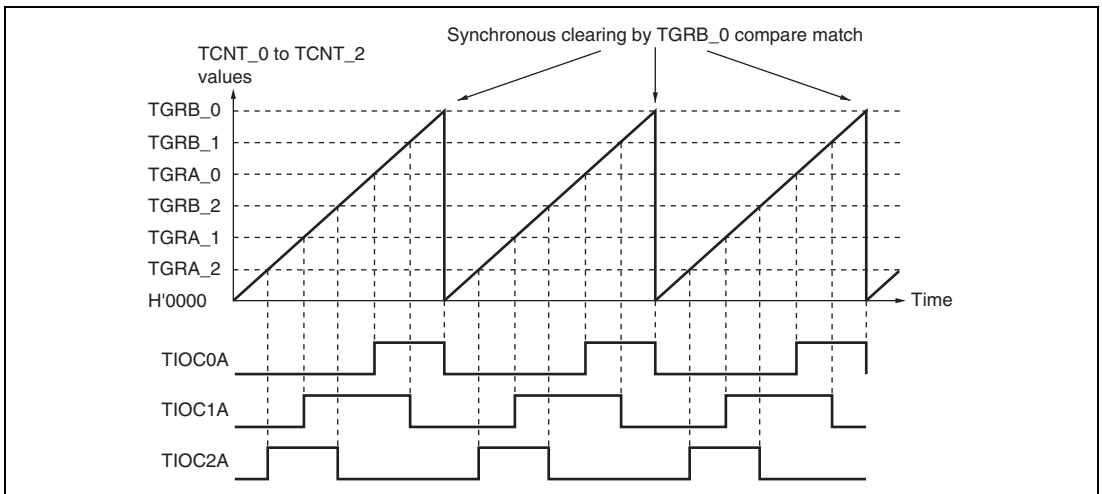 Synchronous clearing by TGRB_0 compare match
TCNT_0 to TCNT_2
values
TGRB_0
TGRB_1
TGRA_0
TGRB_2
TGRA_1
TGRA_2
H'0000
Time
TIOC0A
TIOC1A
TIOC2A